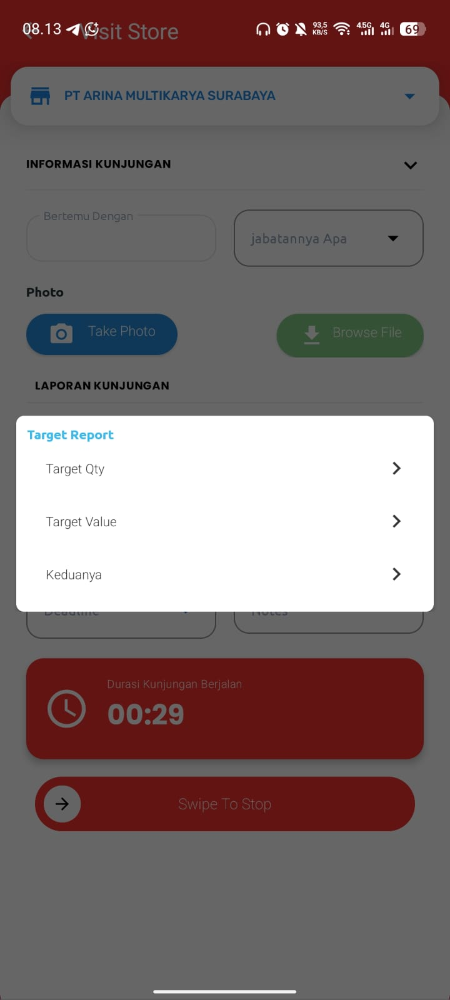 08.13
Visit Store
93,5 KB/S
4.5G
4G
69
PT ARINA MULTIKARYA SURABAYA
INFORMASI KUNJUNGAN
Bertemu Dengan
jabatannya Apa
Photo
Take Photo
Browse File
LAPORAN KUNJUNGAN
Target Report
Target Qty
Target Value
Keduanya
Deadline
Notes
Durasi Kunjungan Berjalan
00:29
Swipe To Stop